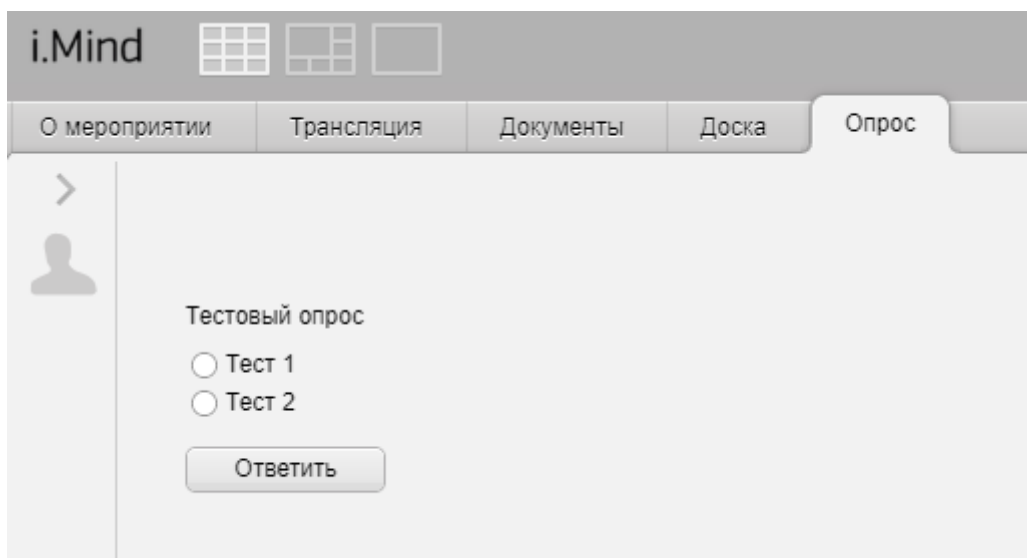 i.Mind
О мероприятии Трансляция Документы Доска Опрос
Тестовый опрос
Тест 1
Тест 2
Ответить